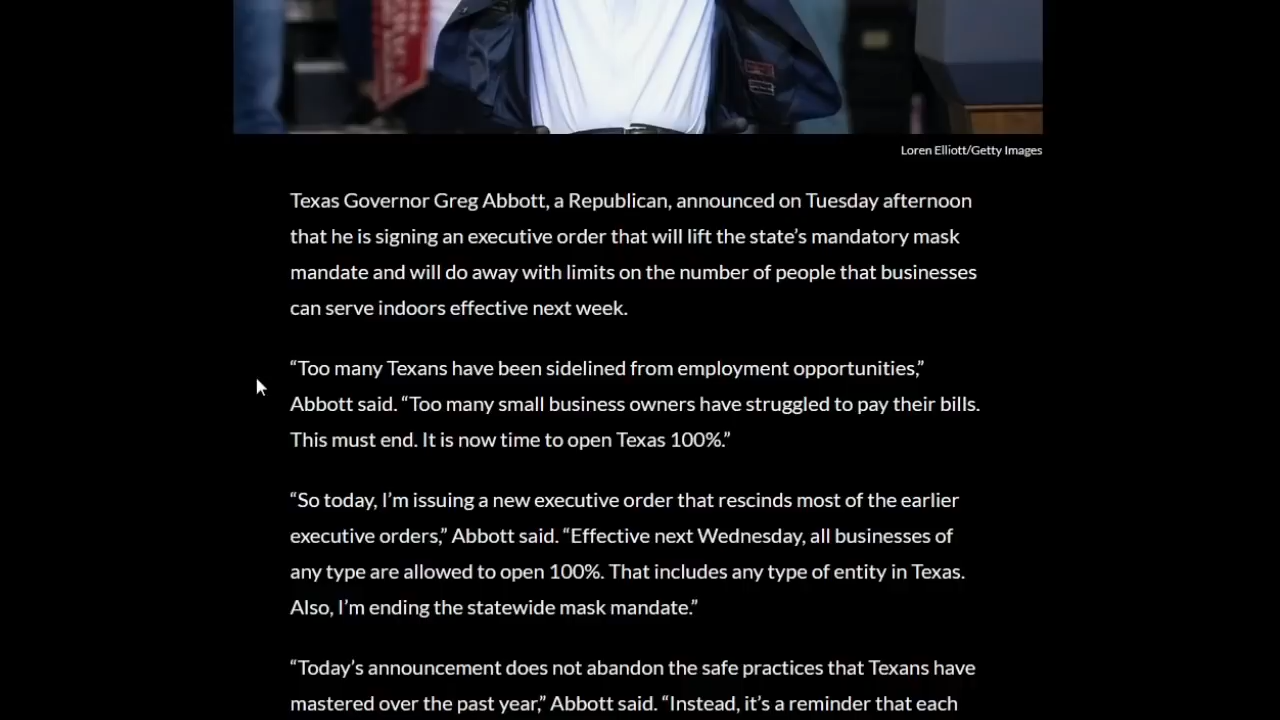 Loren Elliott/Getty Images
Texas Governor Greg Abbott, a Republican, announced on Tuesday afternoon
that he is signing an executive order that will lift the state’s mandatory mask
mandate and will do away with limits on the number of people that businesses
can serve indoors effective next week.
“Too many Texans have been sidelined from employment opportunities,”
Abbott said. “Too many small business owners have struggled to pay their bills.
This must end. It is now time to open Texas 100%.”
“So today, I’m issuing a new executive order that rescinds most of the earlier
executive orders,” Abbott said. “Effective next Wednesday, all businesses of
any type are allowed to open 100%. That includes any type of entity in Texas.
Also, I’m ending the statewide mask mandate.”
“Today’s announcement does not abandon the safe practices that Texans have
mastered over the past year,” Abbott said. “Instead, it’s a reminder that each